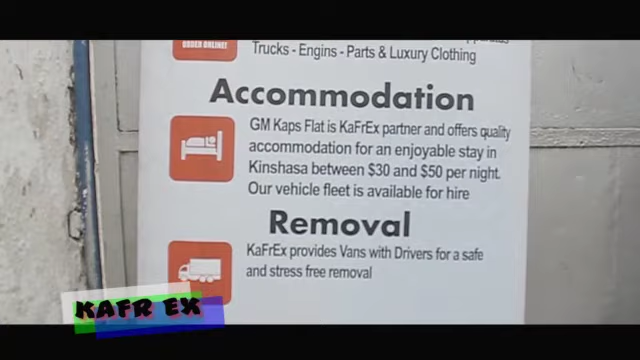 ORDER ONLINE!
Trucks - Engins - Parts & Luxury Clothing
Accommodation
GM Kaps Flat is KaFrEx partner and offers quality
accommodation for an enjoyable stay in
Kinshasa between $30 and $50 per night.
Our vehicle fleet is available for hire
Removal
KaFrEx provides Vans with Drivers for a safe
and stress free removal
KAFR EX